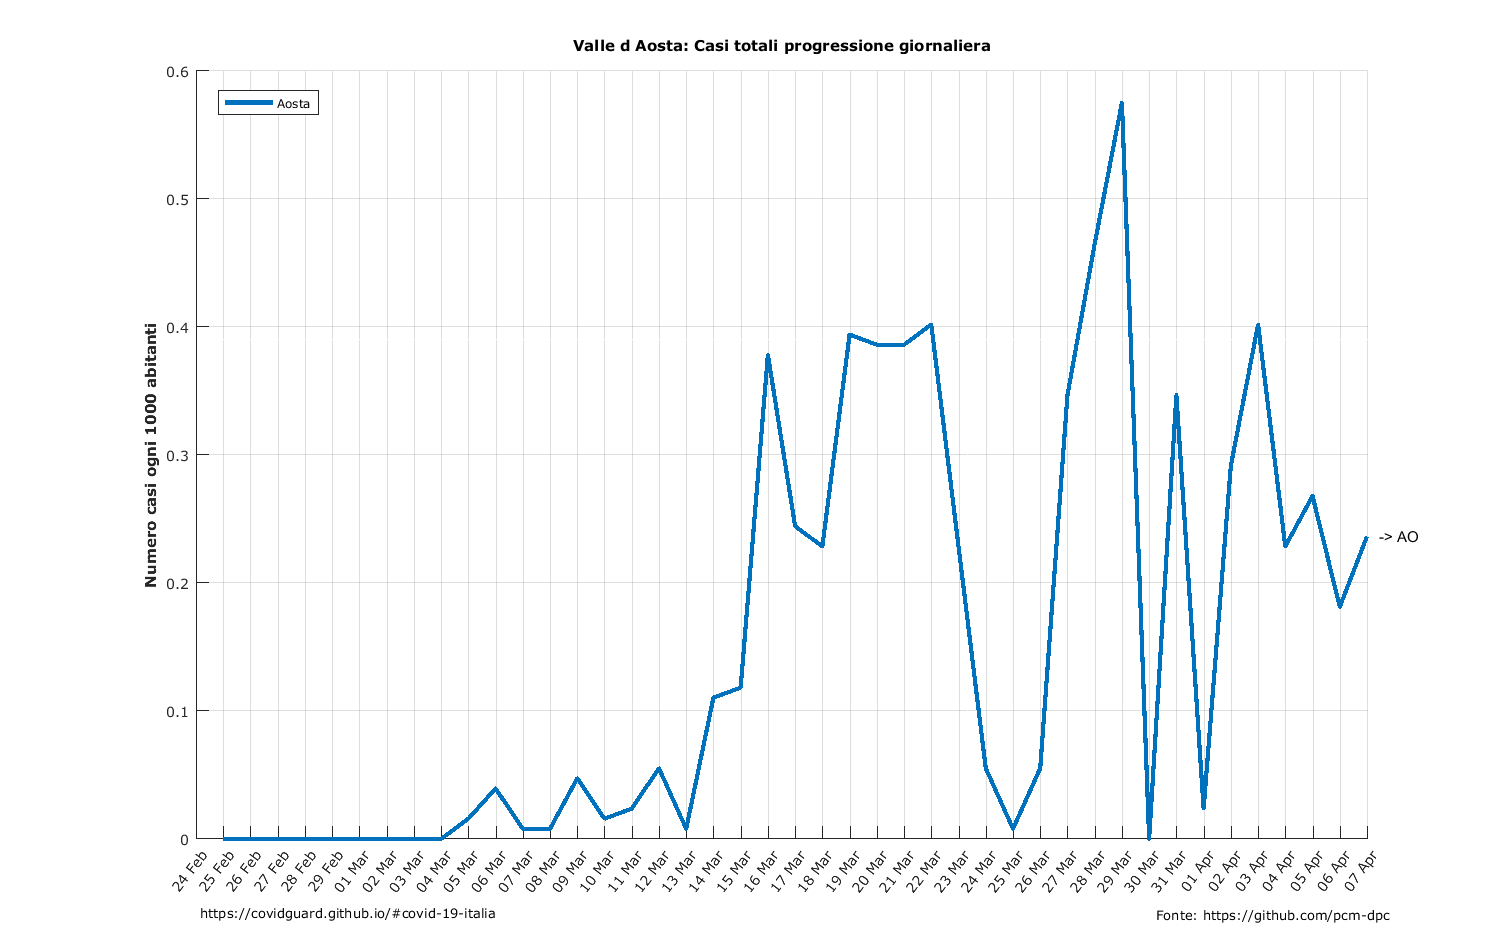 Valle d Aosta: Casi totali progressione giornaliera
Aosta
Numero casi ogni 1000 abitanti
0.6
0.5
0.4
0.3
0.2
0.1
0
-> AO
24 Feb
25 Feb
26 Feb
27 Feb
28 Feb
29 Feb
01 Mar
02 Mar
03 Mar
04 Mar
05 Mar
06 Mar
07 Mar
08 Mar
09 Mar
10 Mar
11 Mar
12 Mar
13 Mar
14 Mar
15 Mar
16 Mar
17 Mar
18 Mar
19 Mar
20 Mar
21 Mar
22 Mar
23 Mar
24 Mar
25 Mar
26 Mar
27 Mar
28 Mar
29 Mar
30 Mar
31 Mar
01 Apr
02 Apr
03 Apr
04 Apr
05 Apr
06 Apr
07 Apr
https://covidguard.github.io/#covid-19-italia
Fonte: https://github.com/pcm-dpc